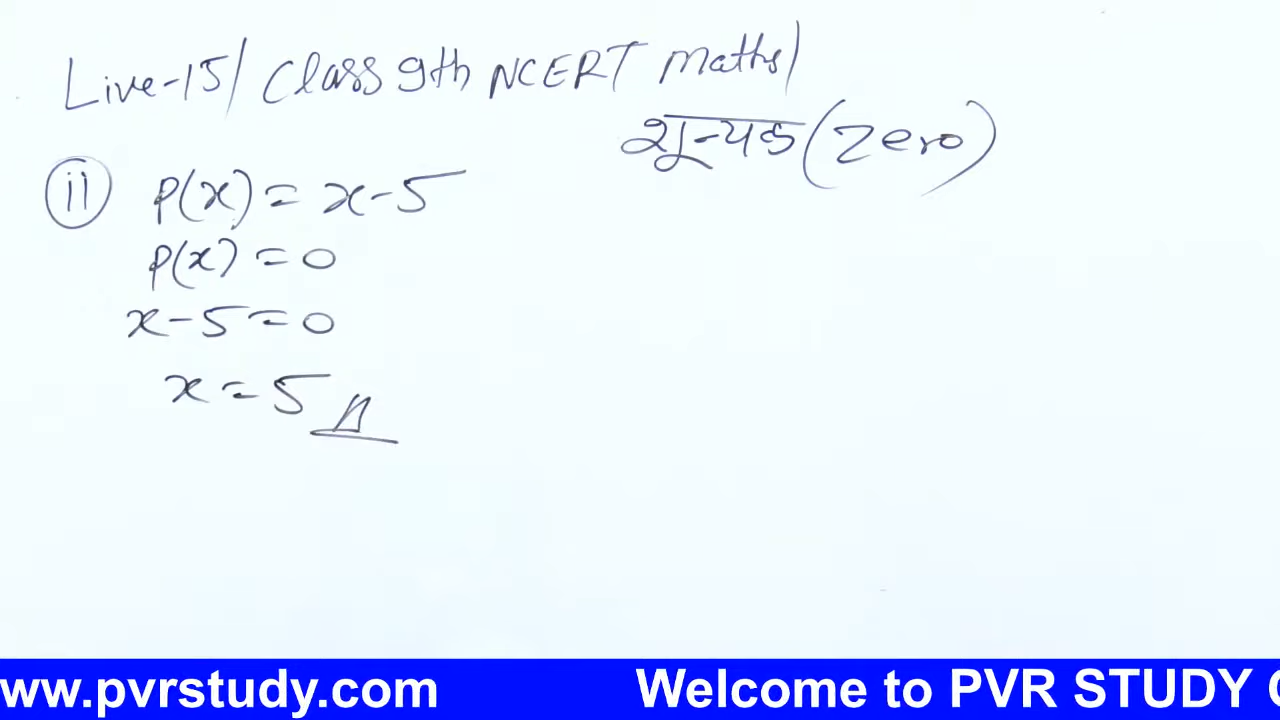 Live-15/ Class 9th NCERT Maths/
शून्यक (Zero)
ii P(x) = x-5
P(x) = 0
x-5=0
x = 5
ww.pvrstudy.com Welcome to PVR STUDY